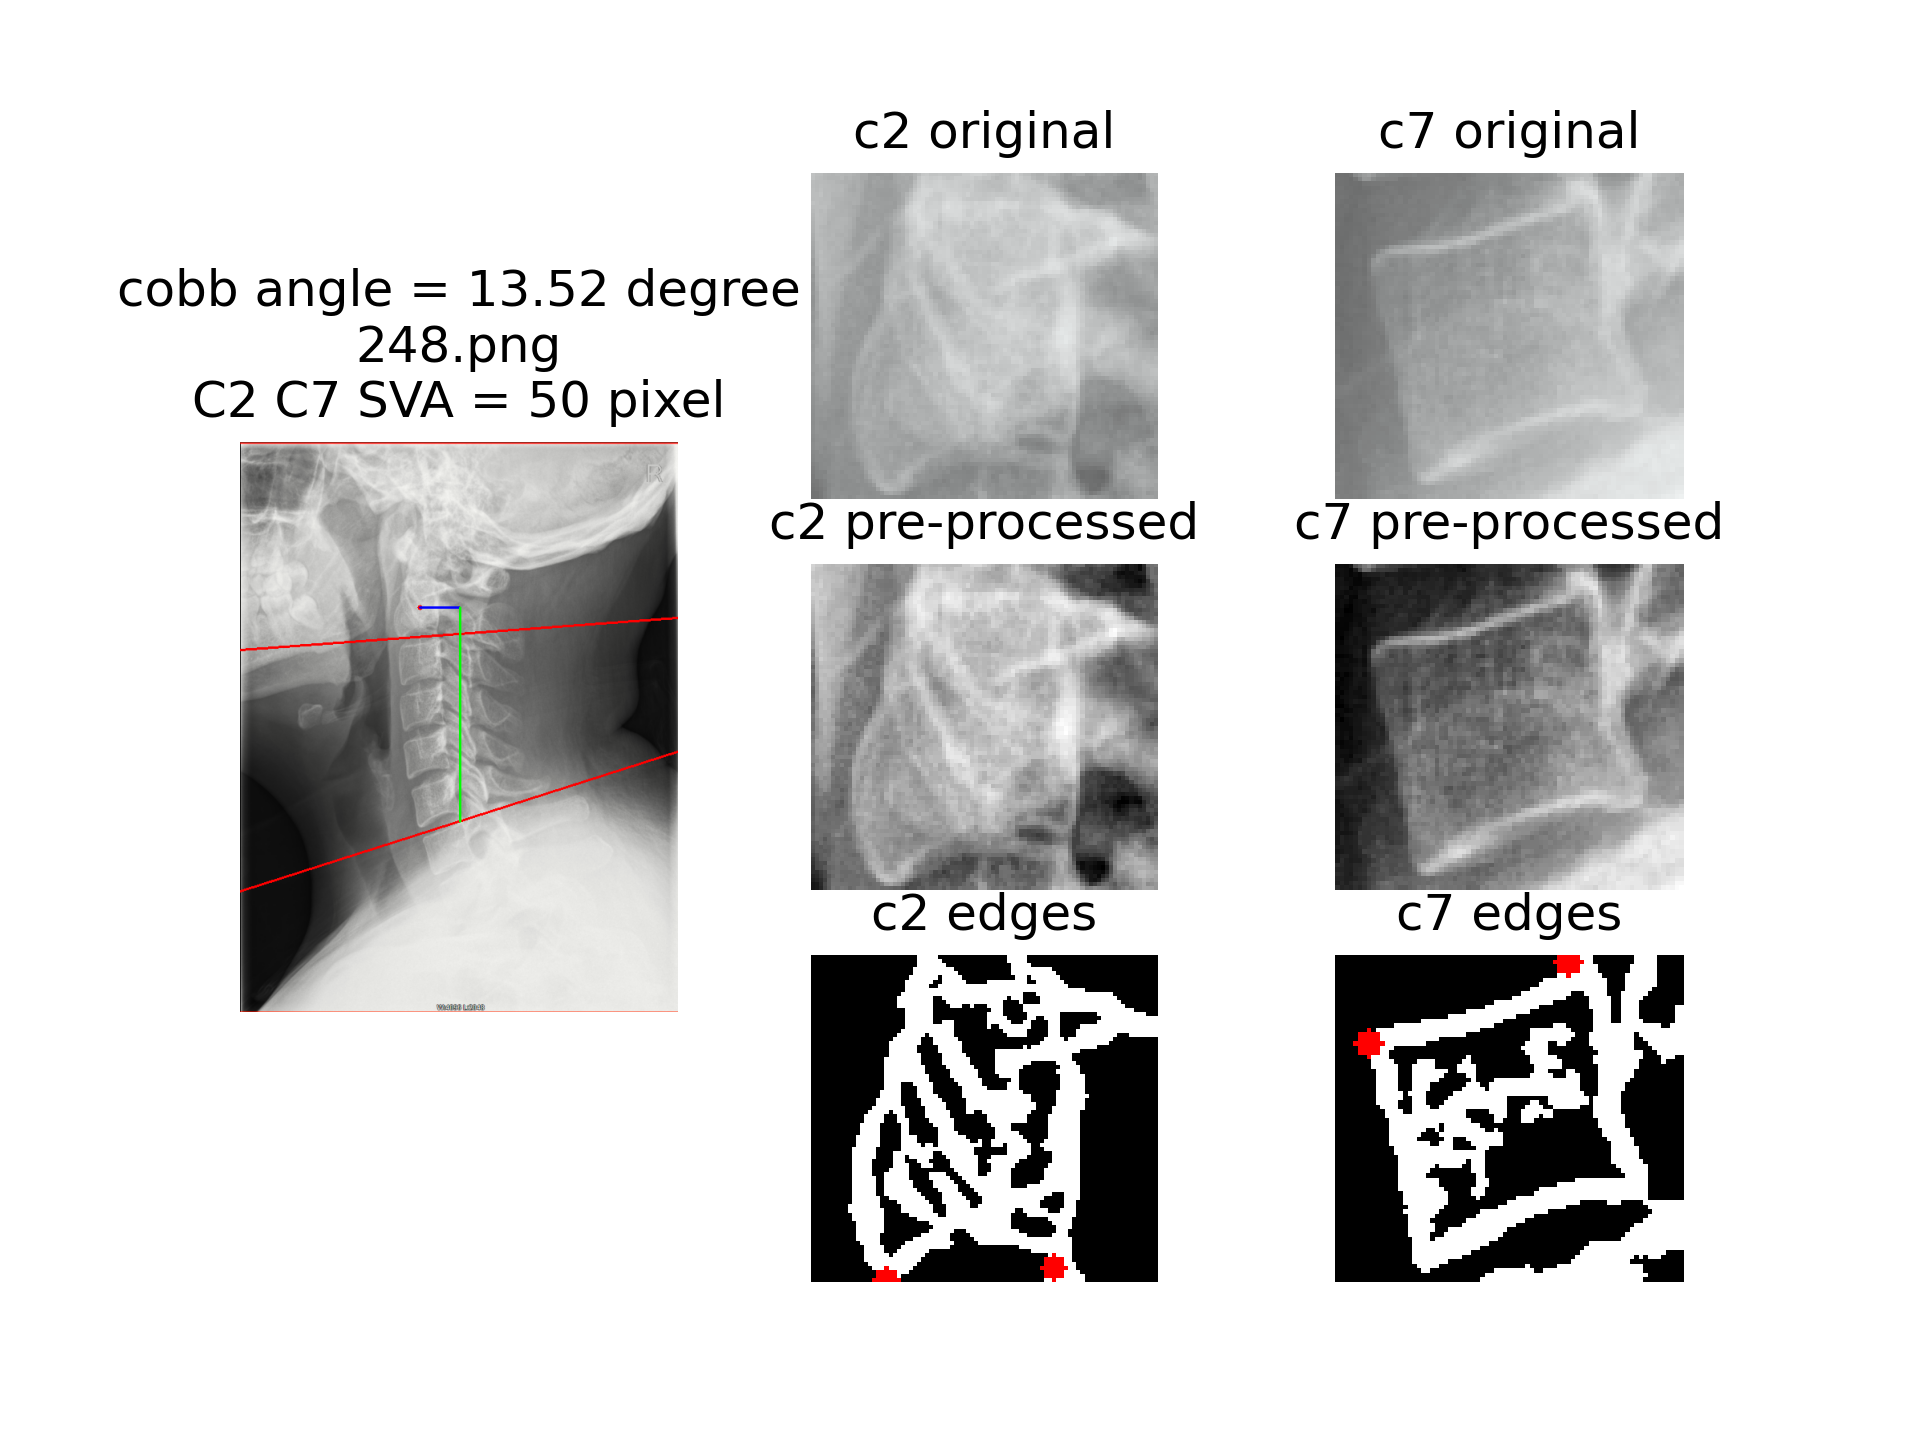 cobb angle = 13.52 degree
248.png
C2 C7 SVA = 50 pixel
R
c2 original
c7 original
c2 pre-processed
c7 pre-processed
c2 edges
c7 edges